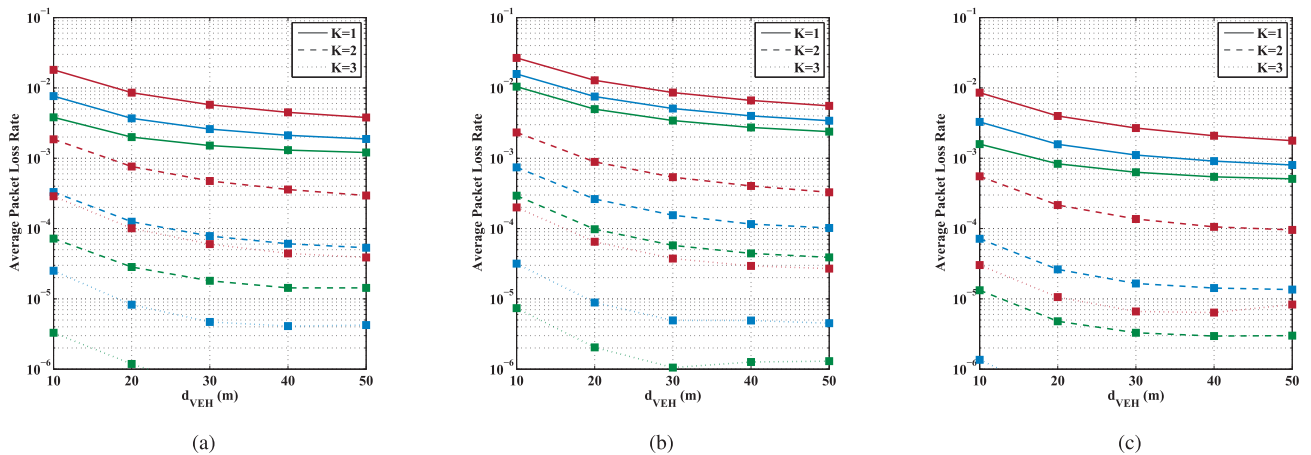 10^-1
10^-2
10^-3
10^-4
10^-5
10^-6
Average Packet Loss Rate
K=1
K=2
K=3
10 20 30 40 50
d_VEH (m)
(a)
10^-1
10^-2
10^-3
10^-4
10^-5
10^-6
Average Packet Loss Rate
K=1
K=2
K=3
10 20 30 40 50
d_VEH (m)
(b)
10^-1
10^-2
10^-3
10^-4
10^-5
10^-6
Average Packet Loss Rate
K=1
K=2
K=3
10 20 30 40 50
d_VEH (m)
(c)